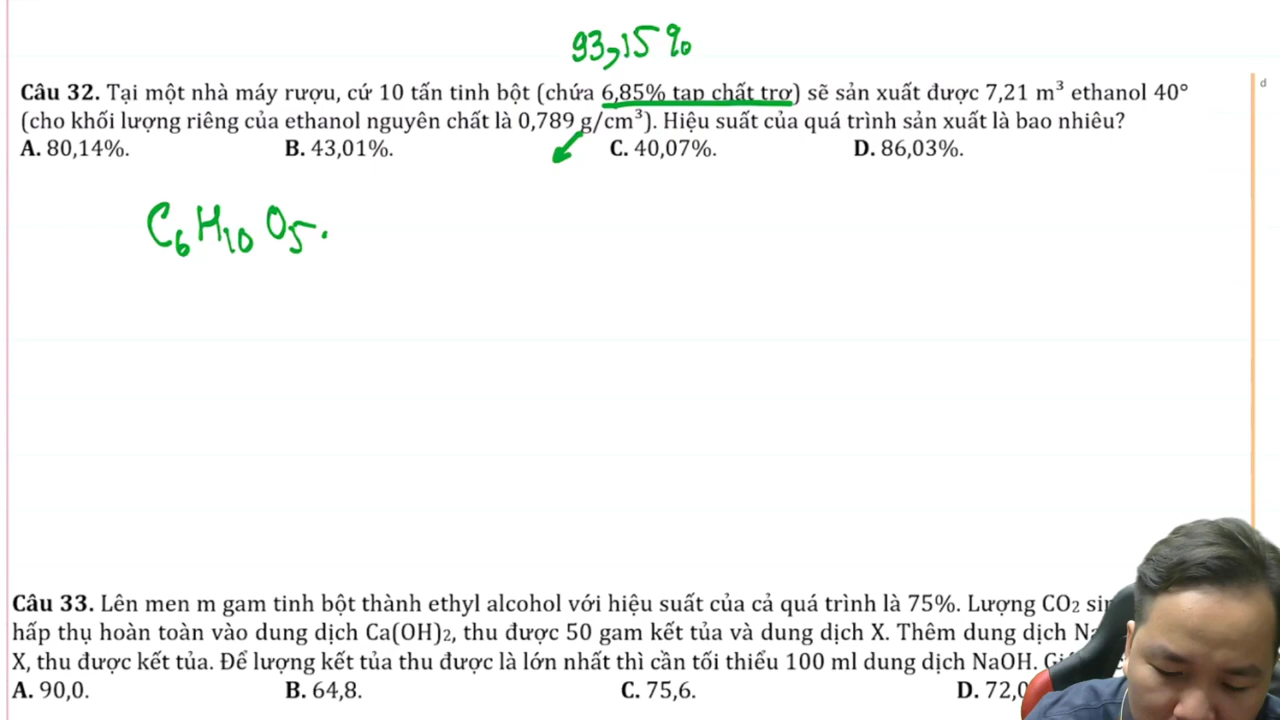 93,15%
Câu 32. Tại một nhà máy rượu, cứ 10 tấn tinh bột (chứa 6,85% tạp chất trơ) sẽ sản xuất được 7,21 m³ ethanol 40°
(cho khối lượng riêng của ethanol nguyên chất là 0,789 g/cm³). Hiệu suất của quá trình sản xuất là bao nhiêu?
A. 80,14%. B. 43,01%. C. 40,07%. D. 86,03%.
C₆H₁₀O₅.
Câu 33. Lên men m gam tinh bột thành ethyl alcohol với hiệu suất của cả quá trình là 75%. Lượng CO₂
hấp thụ hoàn toàn vào dung dịch Ca(OH)₂, thu được 50 gam kết tủa và dung dịch X. Thêm dung dịch
X, thu được kết tủa. Để lượng kết tủa thu được là lớn nhất thì cần tối thiểu 100 ml dung dịch NaOH.
A. 90,0. B. 64,8. C. 75,6. D. 72,0
d